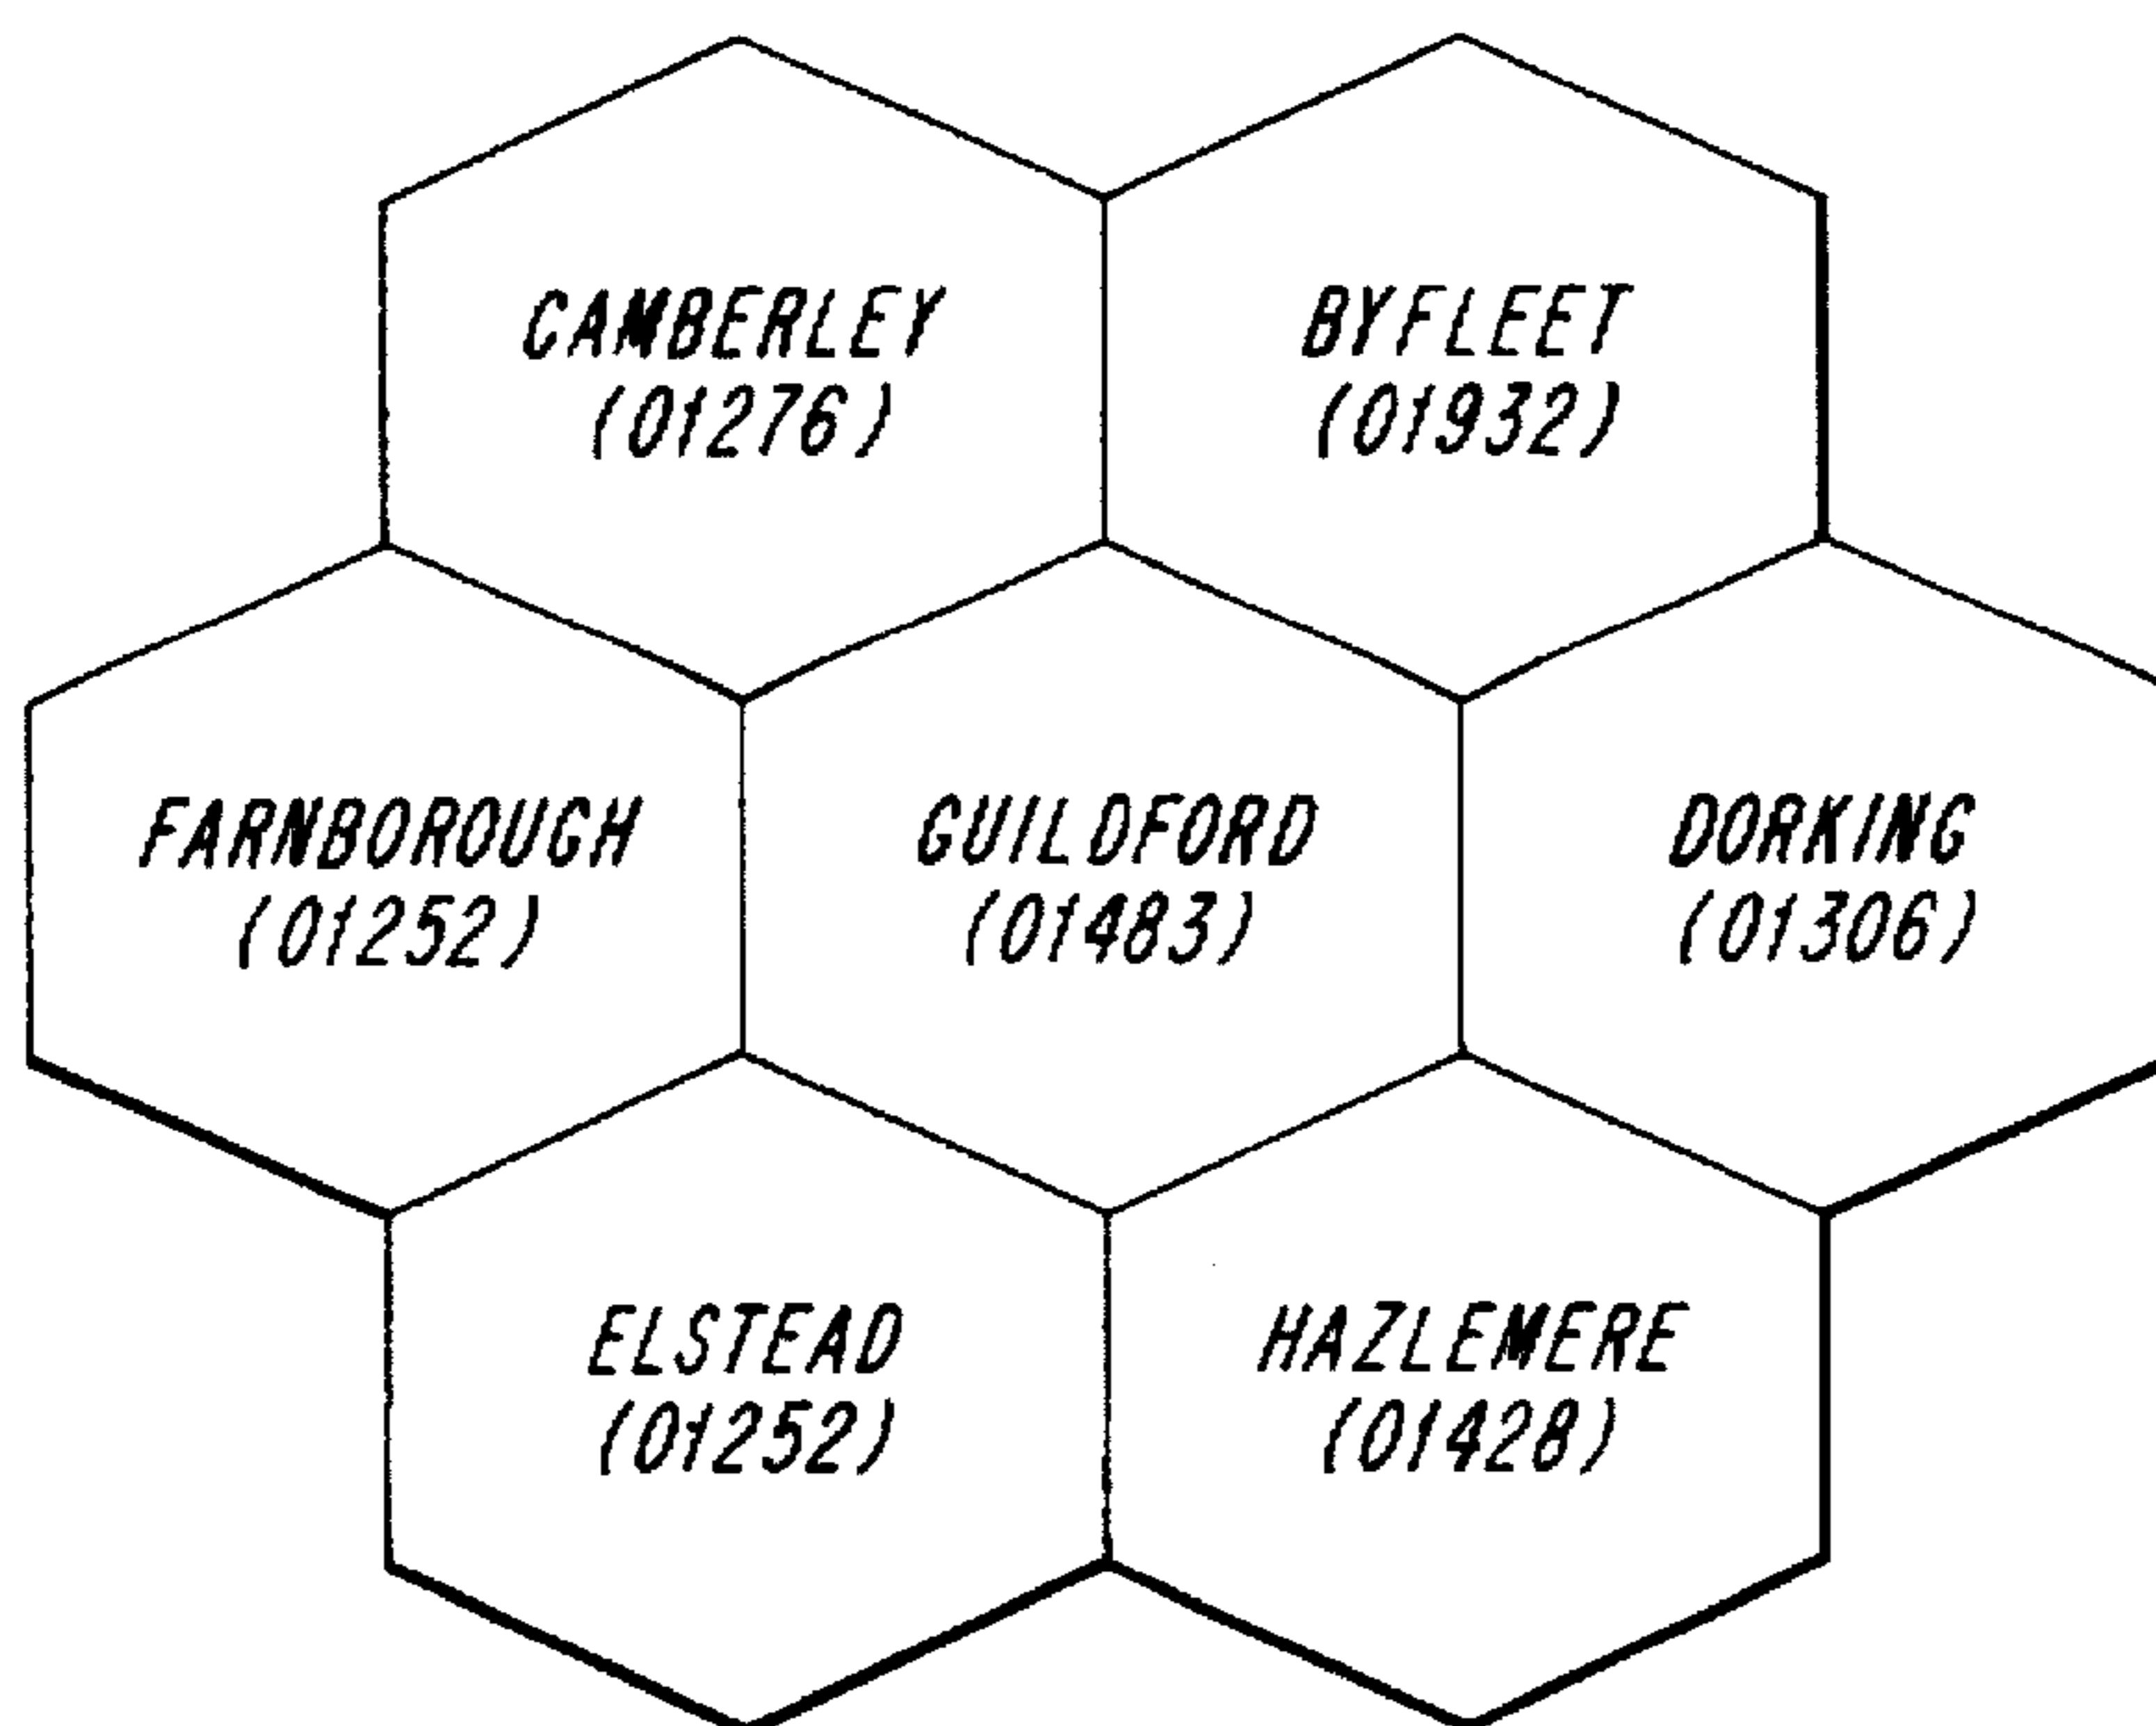 CAMBERLEY
(01276)
BYFLEET
(01932)
FARNBOROUGH
(01252)
GUILDFORD
(01483)
DORKING
(01306)
ELSTEAD
(01252)
HAZLEMERE
(01428)